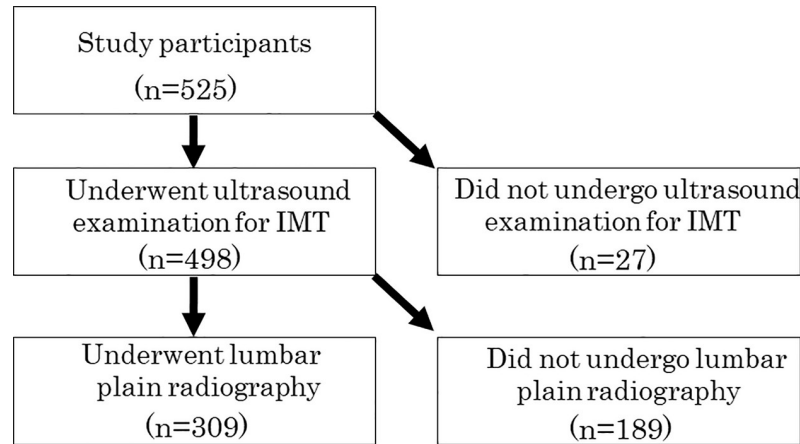 Study participants
(n=525)
Underwent ultrasound
examination for IMT
(n=498)
Did not undergo ultrasound
examination for IMT
(n=27)
Underwent lumbar
plain radiography
(n=309)
Did not undergo lumbar
plain radiography
(n=189)